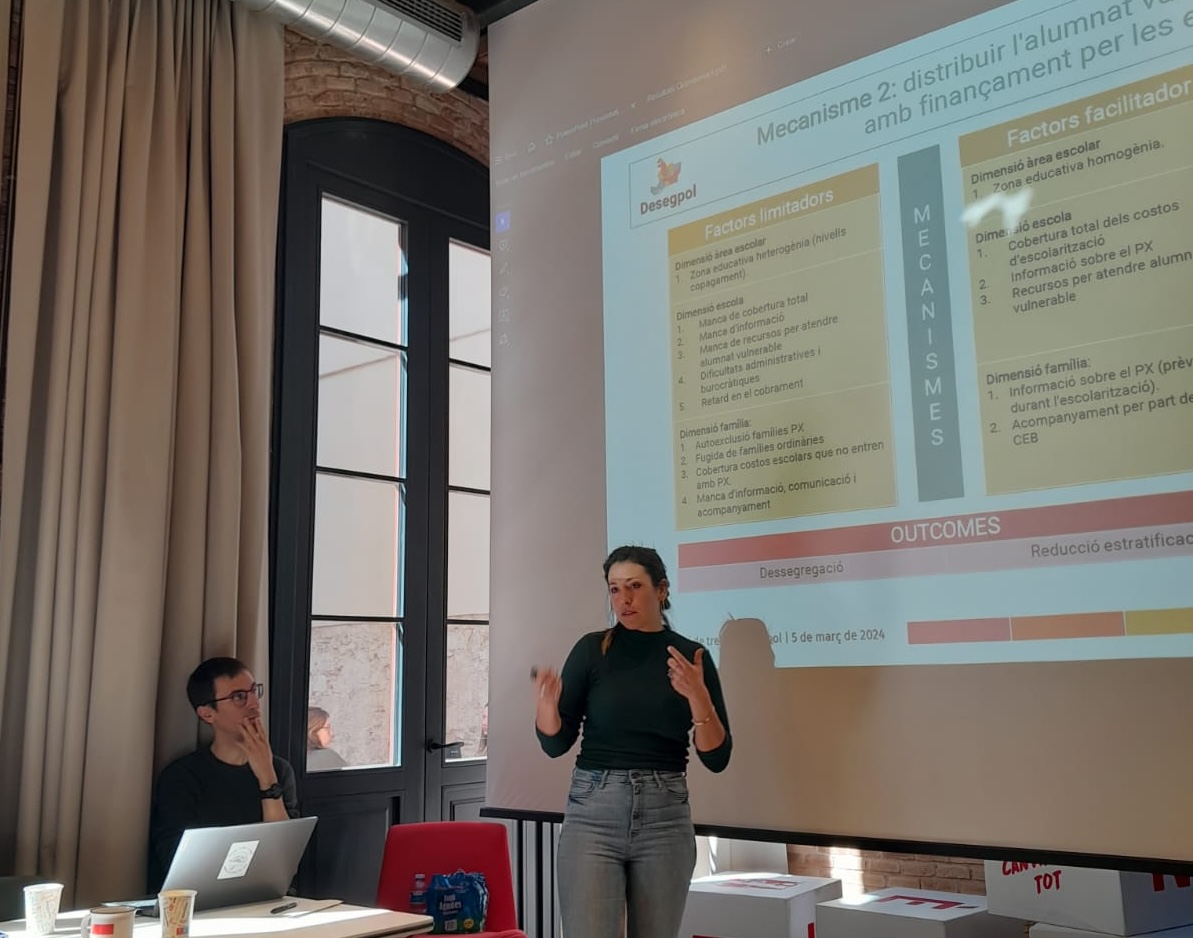 Mecanisme 2: distribuir l'alumnat
amb finançament per les
Desegpol
Factors limitadors
Dimensió àrea escolar
1. Zona educativa heterogènia (nivells
copagament).
Dimensió escola
1. Manca de cobertura total
2. Manca d'informació
3. Manca de recursos per atendre
alumnat vulnerable
4. Dificultats administratives i
burocràtiques
5. Retard en el cobrament
Dimensió família:
1. Autoexclusió famílies PX
2. Fugida de famílies ordinàries
3. Cobertura costos escolars que no entren
amb PX.
4. Manca d'informació, comunicació i
acompanyament
MECANISMES
Factors facilitador
Dimensió àrea escolar
1. Zona educativa homogènia.
Dimensió escola
1. Cobertura total dels costos
d'escolarització
2. Informació sobre el PX
3. Recursos per atendre alumn
vulnerable
Dimensió família:
1. Informació sobre el PX (prèv
durant l'escolarització).
2. Acompanyament per part de
CEB
OUTCOMES
Dessegregació
Reducció estratificac
de tre
ol | 5 de març de 2024
TOT